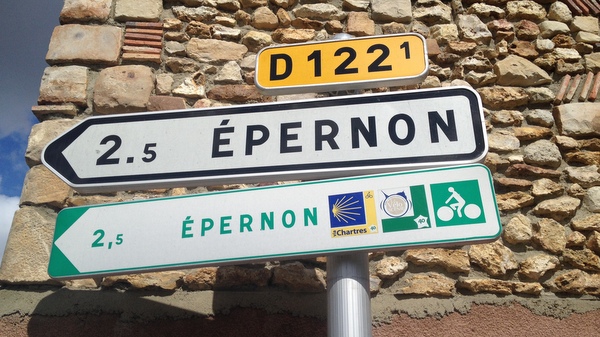 D 1221
2.5 ÉPERNON
2,5 ÉPERNON
Chartres